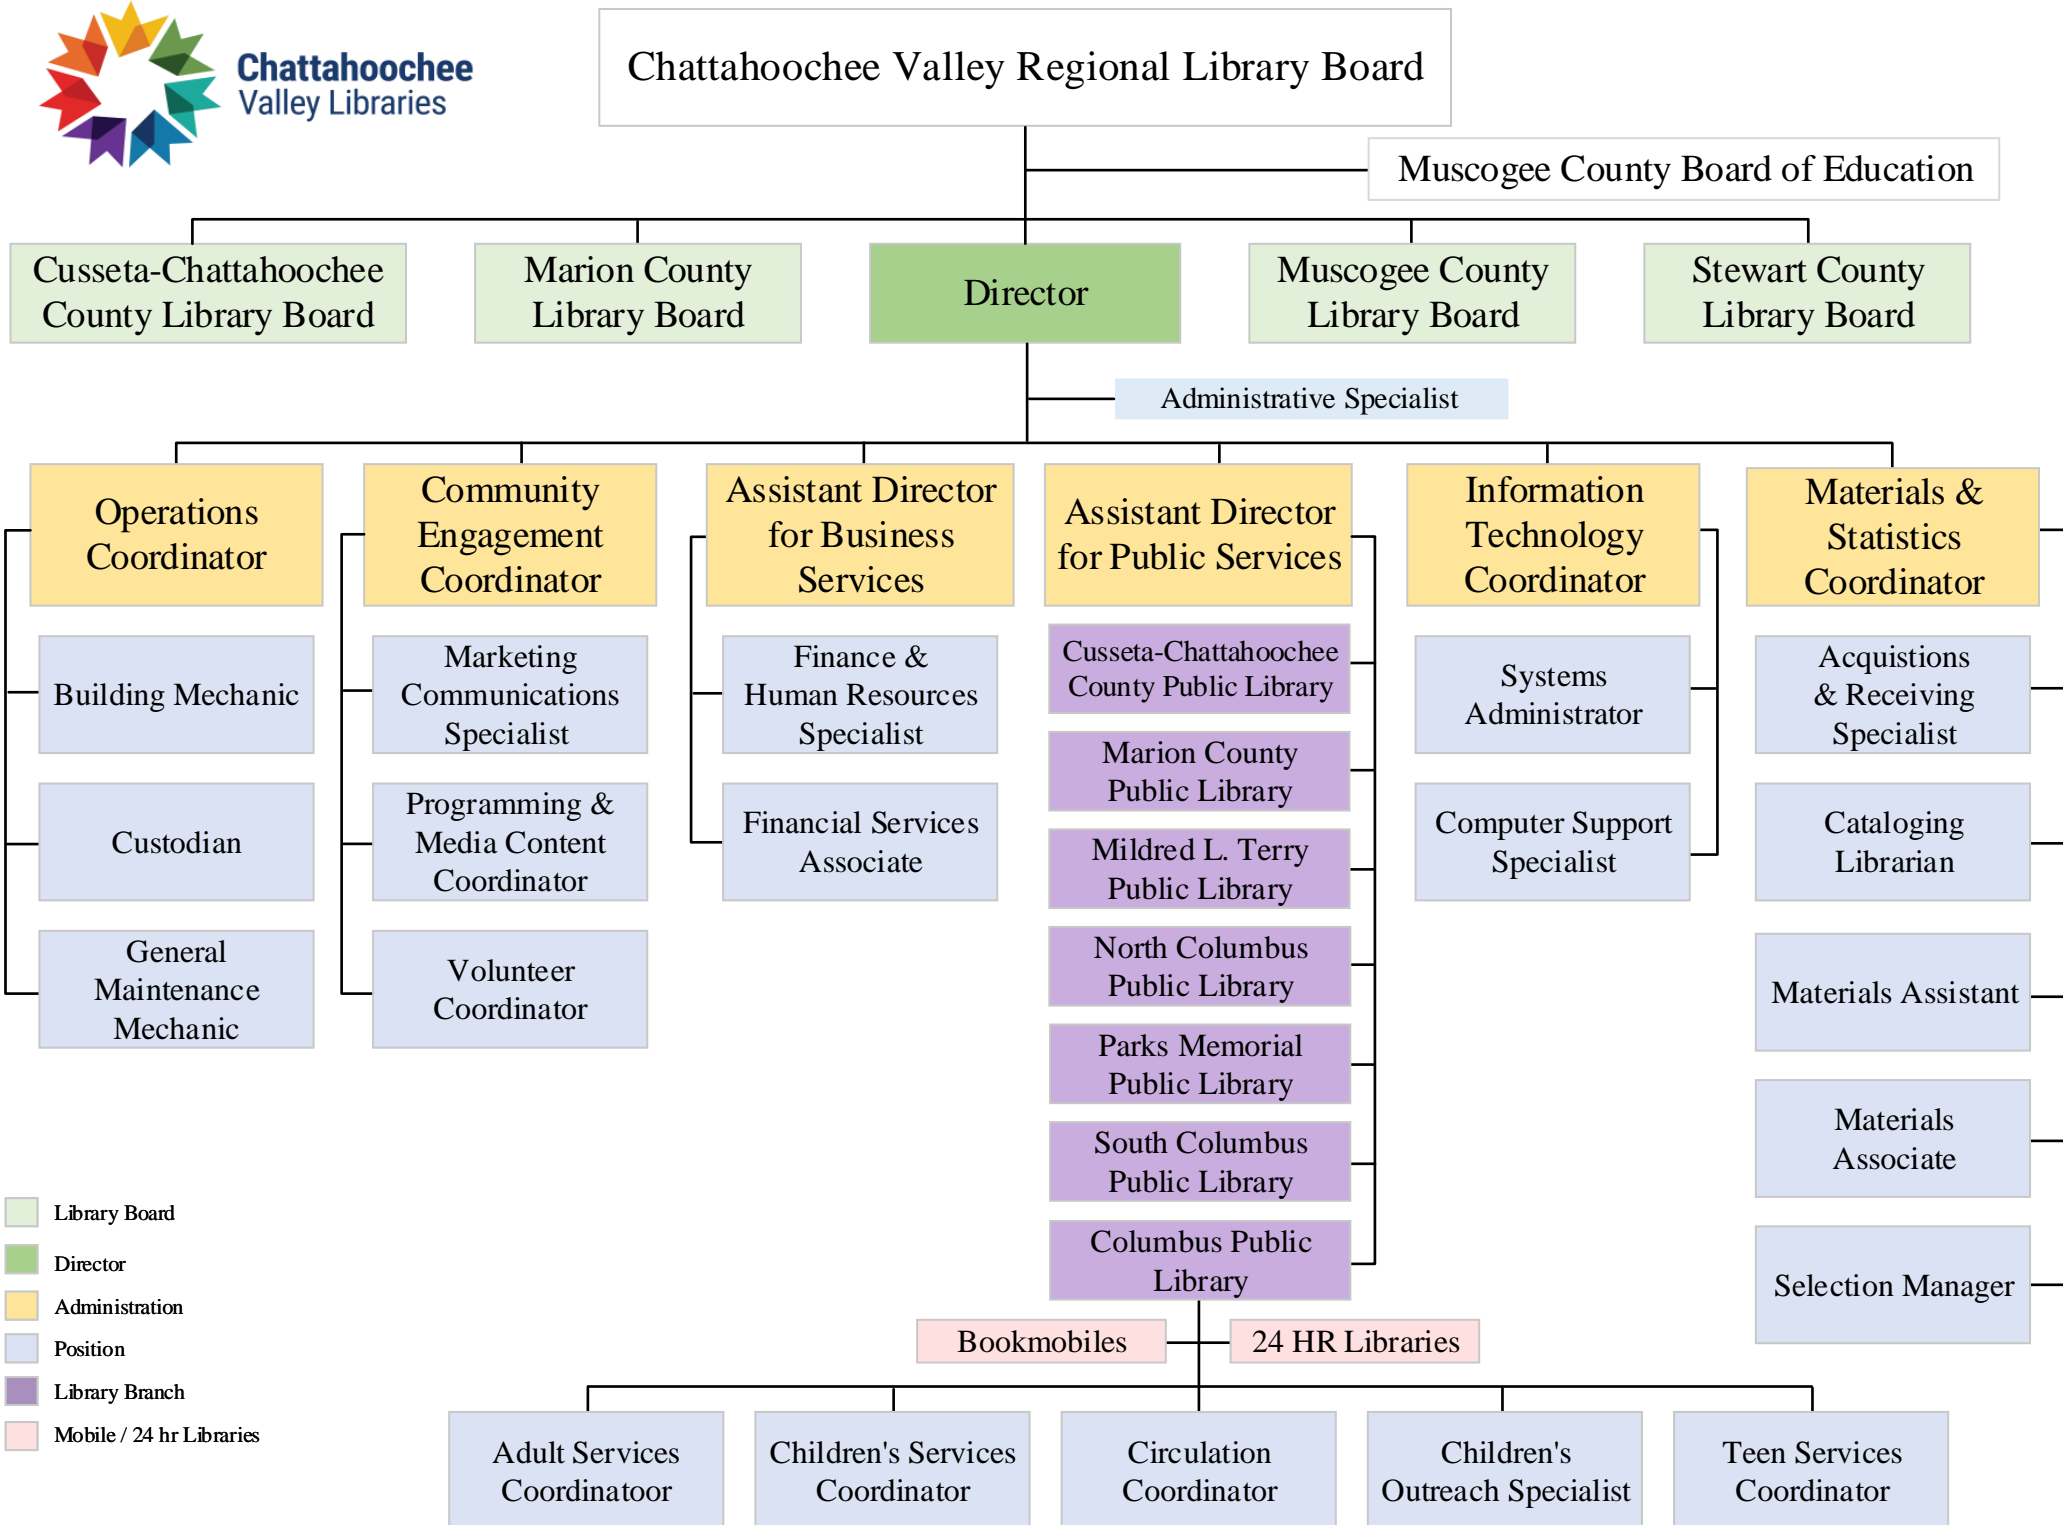 Chattahoochee
Valley Libraries
Chattahoochee Valley Regional Library Board
Muscogee County Board of Education
Cusseta-Chattahoochee
County Library Board
Marion County
Library Board
Director
Muscogee County
Library Board
Stewart County
Library Board
Administrative Specialist
Operations
Coordinator
Community
Engagement
Coordinator
Assistant Director
for Business
Services
Assistant Director
for Public Services
Information
Technology
Coordinator
Materials &
Statistics
Coordinator
Building Mechanic
Custodian
General
Maintenance
Mechanic
Marketing
Communications
Specialist
Programming &
Media Content
Coordinator
Volunteer
Coordinator
Finance &
Human Resources
Specialist
Financial Services
Associate
Cusseta-Chattahoochee
County Public Library
Marion County
Public Library
Mildred L. Terry
Public Library
North Columbus
Public Library
Parks Memorial
Public Library
South Columbus
Public Library
Columbus Public
Library
Systems
Administrator
Computer Support
Specialist
Acquistions
& Receiving
Specialist
Cataloging
Librarian
Materials Assistant
Materials
Associate
Selection Manager
Bookmobiles
24 HR Libraries
Adult Services
Coordinatoor
Children's Services
Coordinator
Circulation
Coordinator
Children's
Outreach Specialist
Teen Services
Coordinator
Library Board
Director
Administration
Position
Library Branch
Mobile / 24 hr Libraries